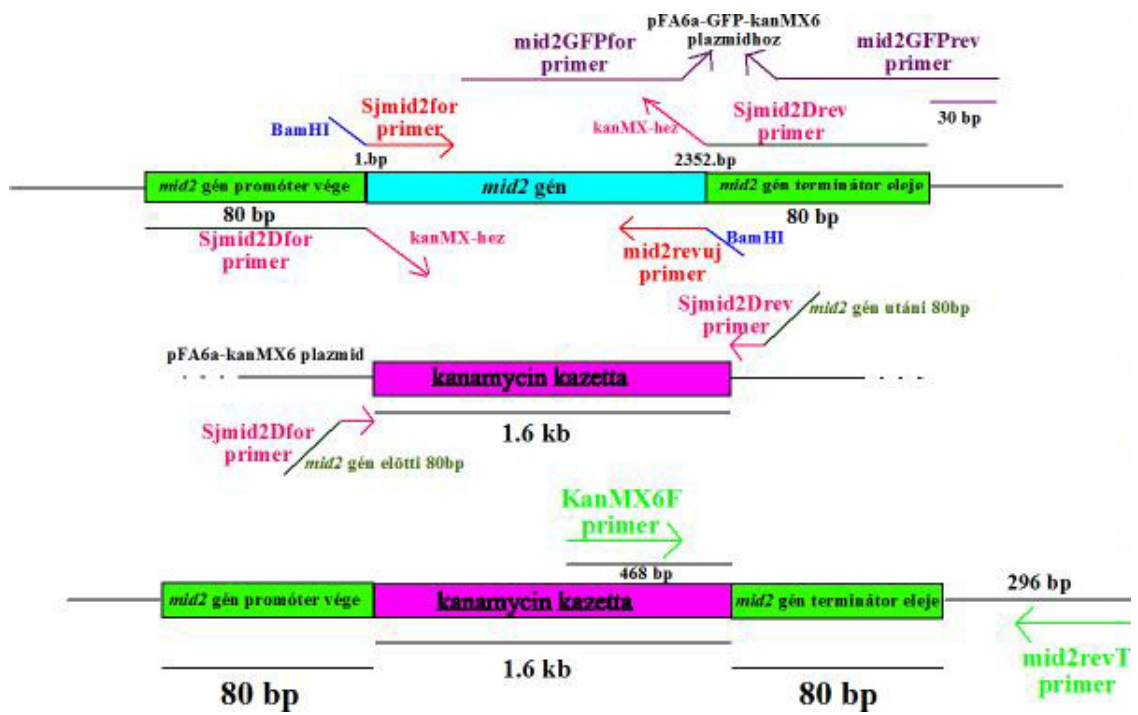 pFA6a-GFP-kanMX6
plazmidhoz
mid2GFPfor
primer
mid2GFPrev
primer
Sjmid2for
primer
BamHI
kanMX-hez
Sjmid2Drev
primer
30 bp
1.bp
2352.bp
mid2 gén promóter vége
mid2 gén
mid2 gén terminátor eleje
80 bp
80 bp
Sjmid2Dfor
primer
kanMX-hez
mid2revuj
primer
BamHI
Sjmid2Drev
primer
mid2 gén utáni 80bp
pFA6a-kanMX6 plazmid
kanamycin kazetta
1.6 kb
Sjmid2Dfor
primer
mid2 gén elõtti 80bp
KanMX6F
primer
468 bp
296 bp
mid2 gén promóter vége
kanamycin kazetta
mid2 gén terminátor eleje
1.6 kb
80 bp
80 bp
mid2revT
primer